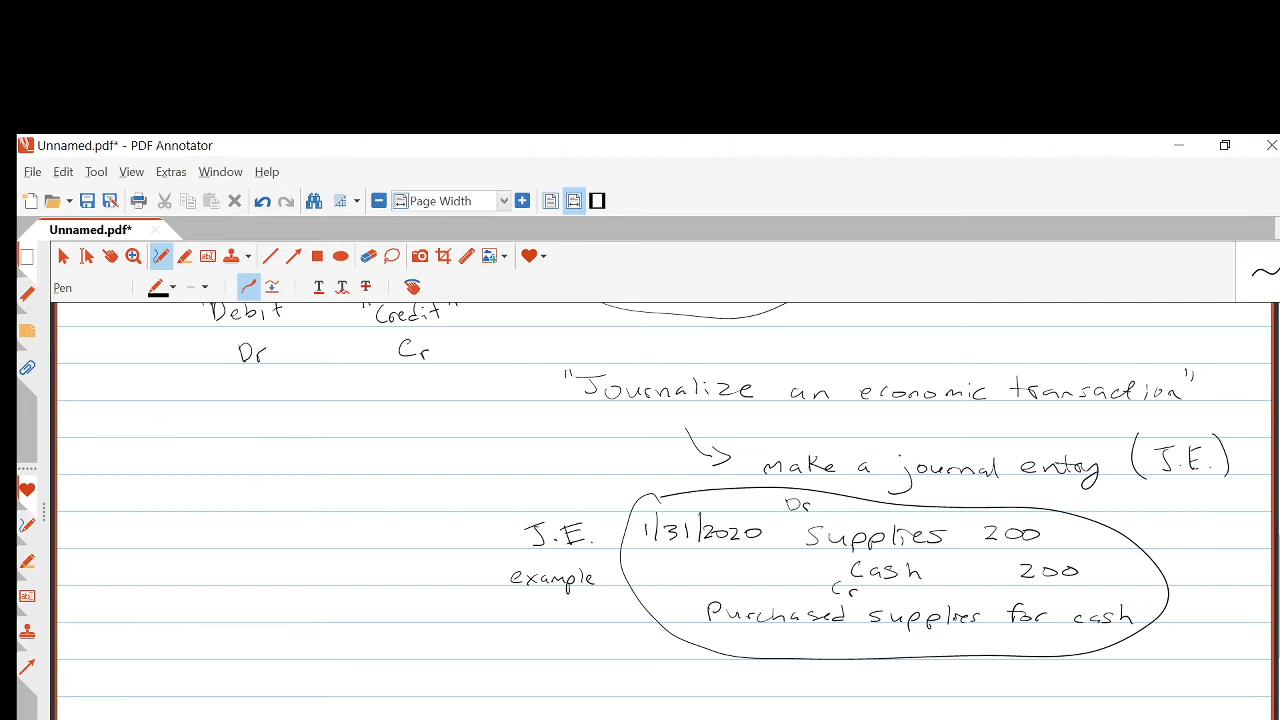 Unnamed.pdf* - PDF Annotator
File Edit Tool View Extras Window Help
Page Width
Unnamed.pdf*
Pen
"Debit "Credit"
Dr Cr
"Journalize an economic transaction"
make a journal entry (J.E.)
Dr
J.E. 1/31/2020 Supplies 200
example Cash 200
Cr
Purchased supplies for cash